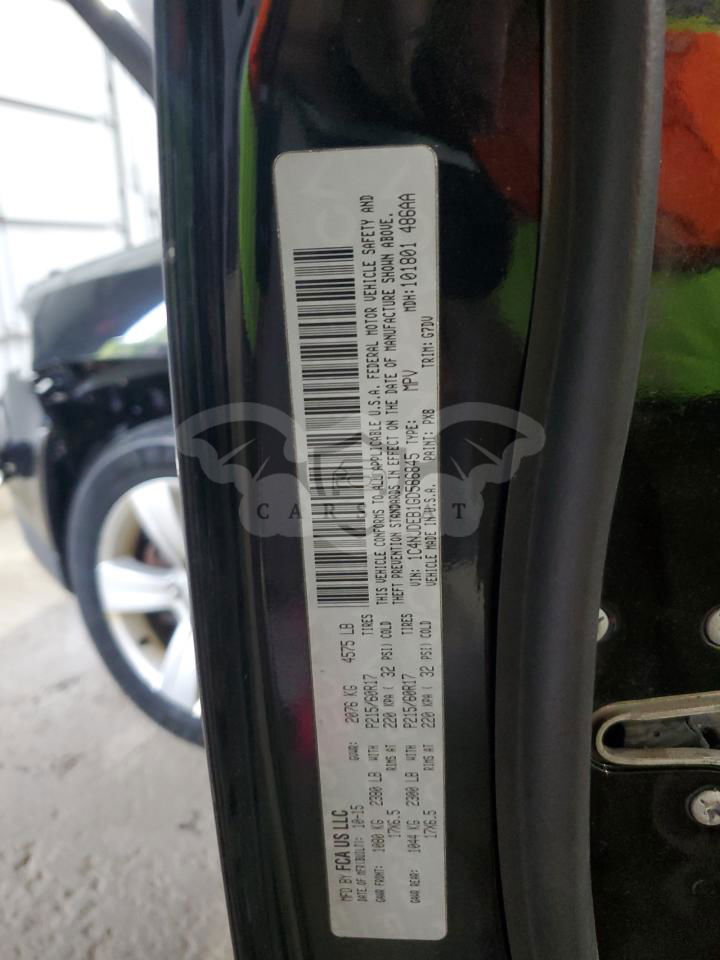 MFD BY FCA US LLC
DATE OF MFR(BUILT): 10-15 GVWR: 2076 KG 4575 LB
GAWR FRONT: 1080 KG 2380 LB WITH P215/60R17 TIRES
17X6.5 RIMS AT 220 KPA ( 32 PSI) COLD
GAWR REAR: 1044 KG 2300 LB WITH P215/60R17 TIRES
17X6.5 RIMS AT 220 KPA ( 32 PSI) COLD
THIS VEHICLE CONFORMS TO ALL APPLICABLE U.S.A. FEDERAL MOTOR VEHICLE SAFETY AND
THEFT PREVENTION STANDARDS IN EFFECT ON THE DATE OF MANUFACTURE SHOWN ABOVE.
VIN: 1C4NJDEB1GD586845 TYPE: MPV MDH:101801 486AA
VEHICLE MADE IN U.S.A. PAINT: PXB TRIM: G7DV